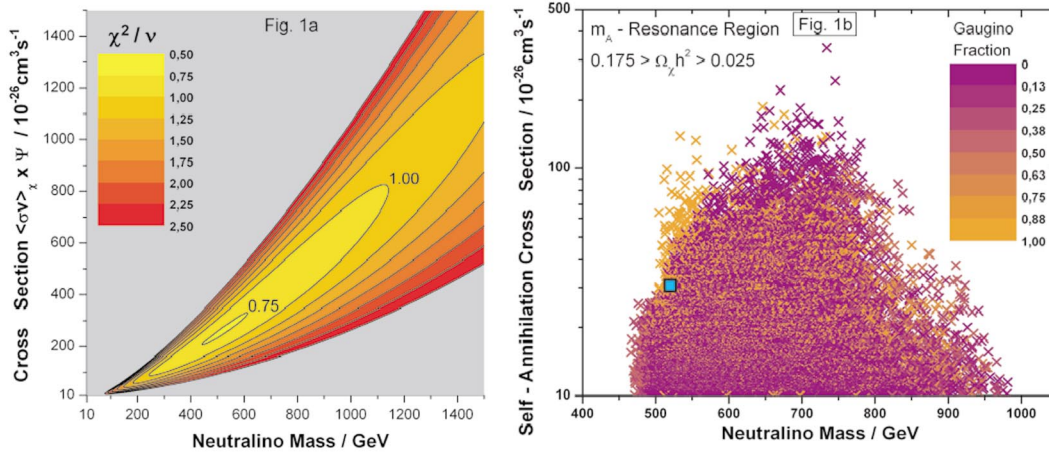 Fig. 1a
χ² / ν
0,50
0,75
1,00
1,25
1,50
1,75
2,00
2,25
2,50
1.00
0.75
1400
1200
1000
800
600
400
200
10
Cross Section <σv>χ x Ψ / 10⁻²⁶cm³s⁻¹
10 200 400 600 800 1000 1200 1400
Neutralino Mass / GeV
Fig. 1b
mA - Resonance Region
0.175 > Ωχh² > 0.025
Gaugino
Fraction
0
0,13
0,25
0,38
0,50
0,63
0,75
0,88
1,00
500
100
10
Self - Annihilation Cross Section / 10⁻²⁶cm³s⁻¹
400 500 600 700 800 900 1000
Neutralino Mass / GeV